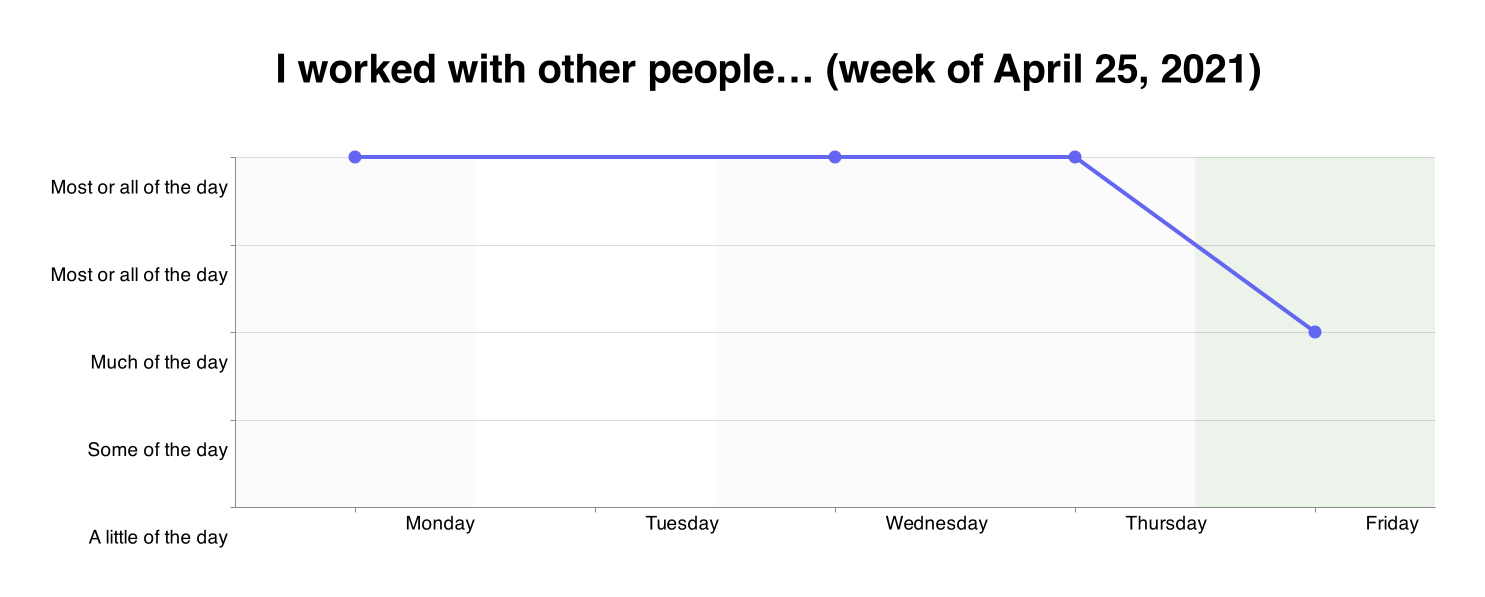 I worked with other people… (week of April 25, 2021)
Most or all of the day
Most or all of the day
Much of the day
Some of the day
A little of the day
Monday
Tuesday
Wednesday
Thursday
Friday